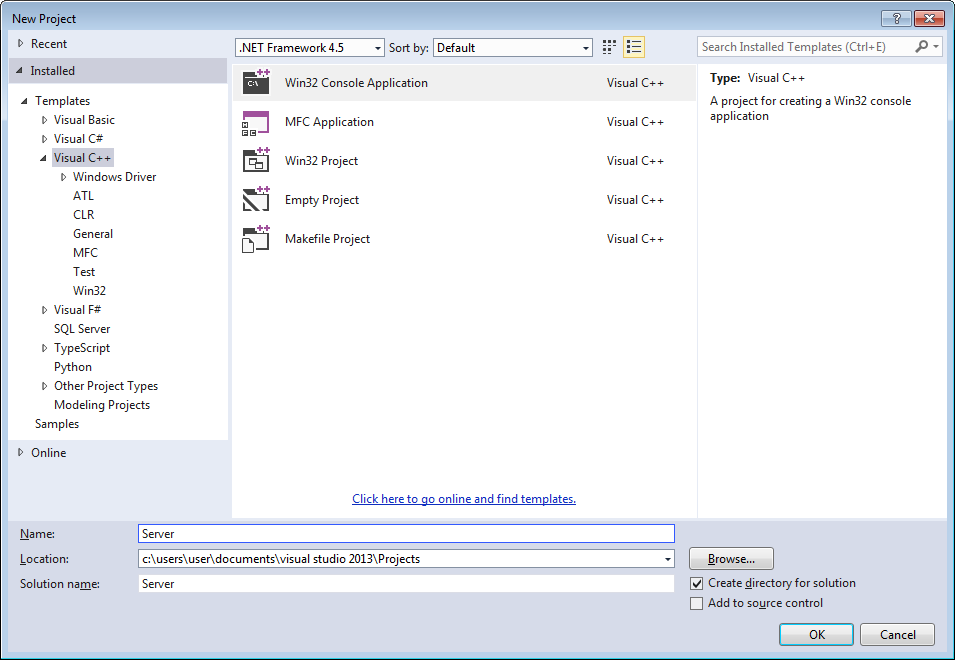 New Project
?
Recent
.NET Framework 4.5
Sort by:
Default
Search Installed Templates (Ctrl+E)
Installed
Templates
Visual Basic
Visual C#
Visual C++
Windows Driver
ATL
CLR
General
MFC
Test
Win32
Visual F#
SQL Server
TypeScript
Python
Other Project Types
Modeling Projects
Samples
Online
C:\
Win32 Console Application Visual C++
MFC Application Visual C++
Win32 Project Visual C++
Empty Project Visual C++
Makefile Project Visual C++
Click here to go online and find templates.
Type: Visual C++
A project for creating a Win32 console
application
Name: Server
Location: c:\users\user\documents\visual studio 2013\Projects
Browse...
Solution name: Server
Create directory for solution
Add to source control
OK
Cancel